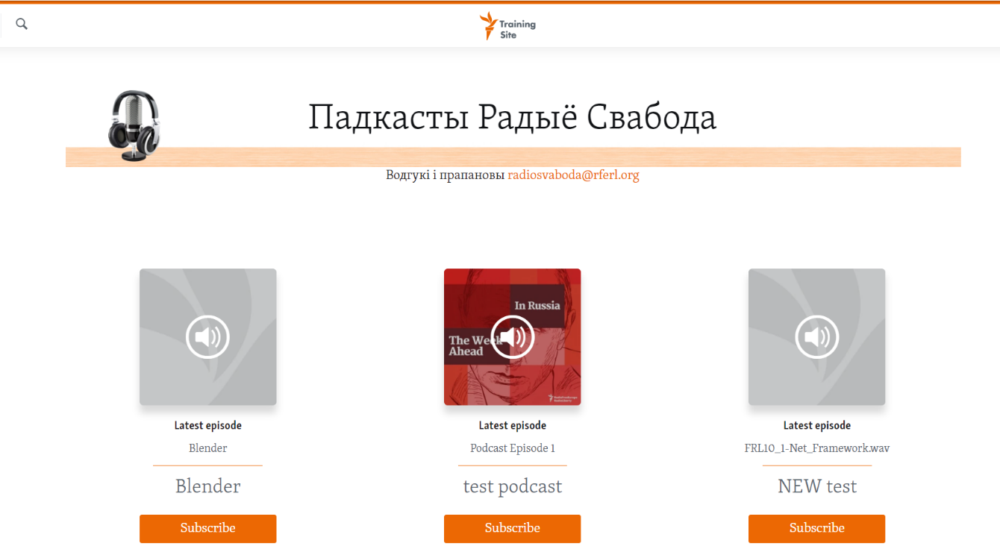 Training
Site
Падкасты Радыё Свабода
Водгукі і прапановы radiosvaboda@rferl.org
In Russia
The Week
Ahead
Latest episode
Blender
Blender
Subscribe
Latest episode
Podcast Episode 1
test podcast
Subscribe
Latest episode
FRL10_1-Net_Framework.wav
NEW test
Subscribe